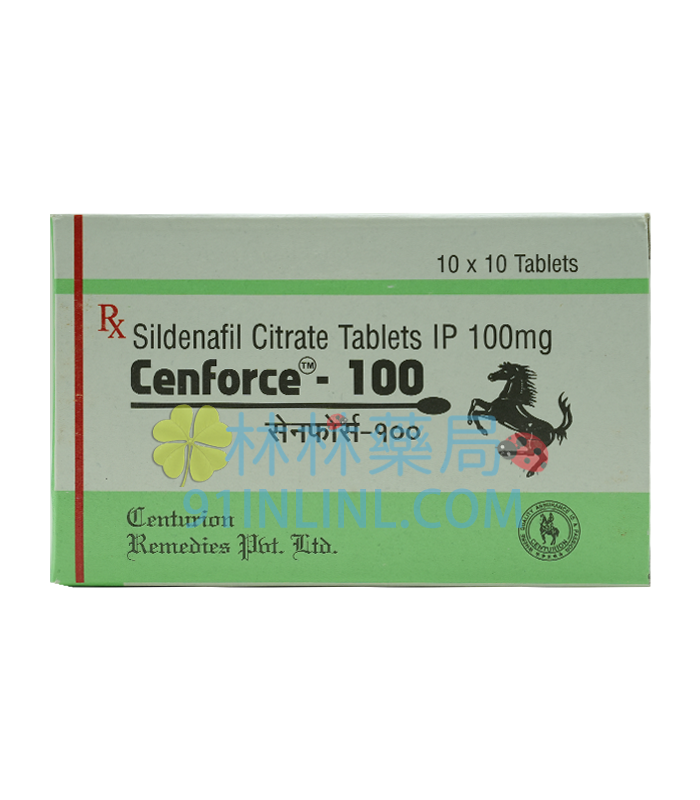 10 x 10 Tablets
Rx Sildenafil Citrate Tablets IP 100mg
Cenforce™- 100
सेनफोर्स-१००
林林藥局
91INLINL.COM
Centurion
Remedies Pvt. Ltd.
CENTURION